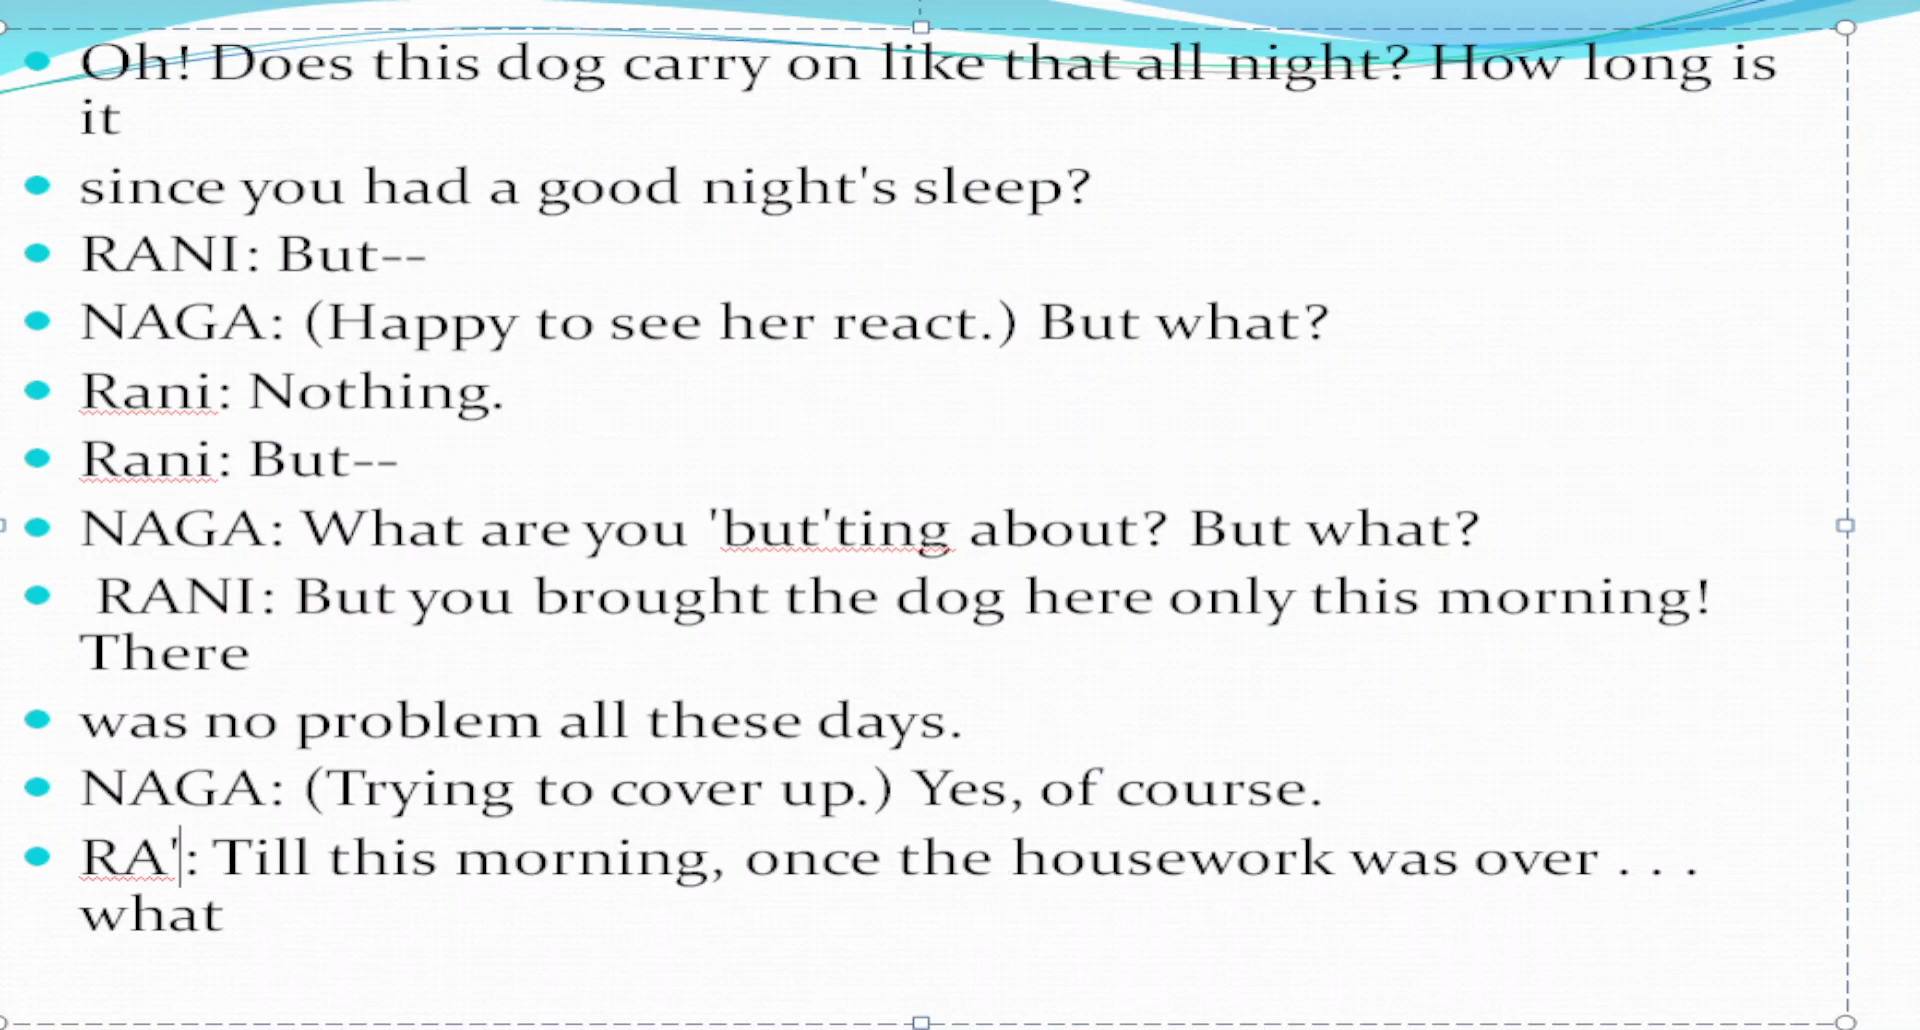 Oh! Does this dog carry on like that all night? How long is
it
since you had a good night's sleep?
RANI: But--
NAGA: (Happy to see her react.) But what?
Rani: Nothing.
Rani: But--
NAGA: What are you 'but'ting about? But what?
RANI: But you brought the dog here only this morning!
There
was no problem all these days.
NAGA: (Trying to cover up.) Yes, of course.
RA': Till this morning, once the housework was over . . .
what